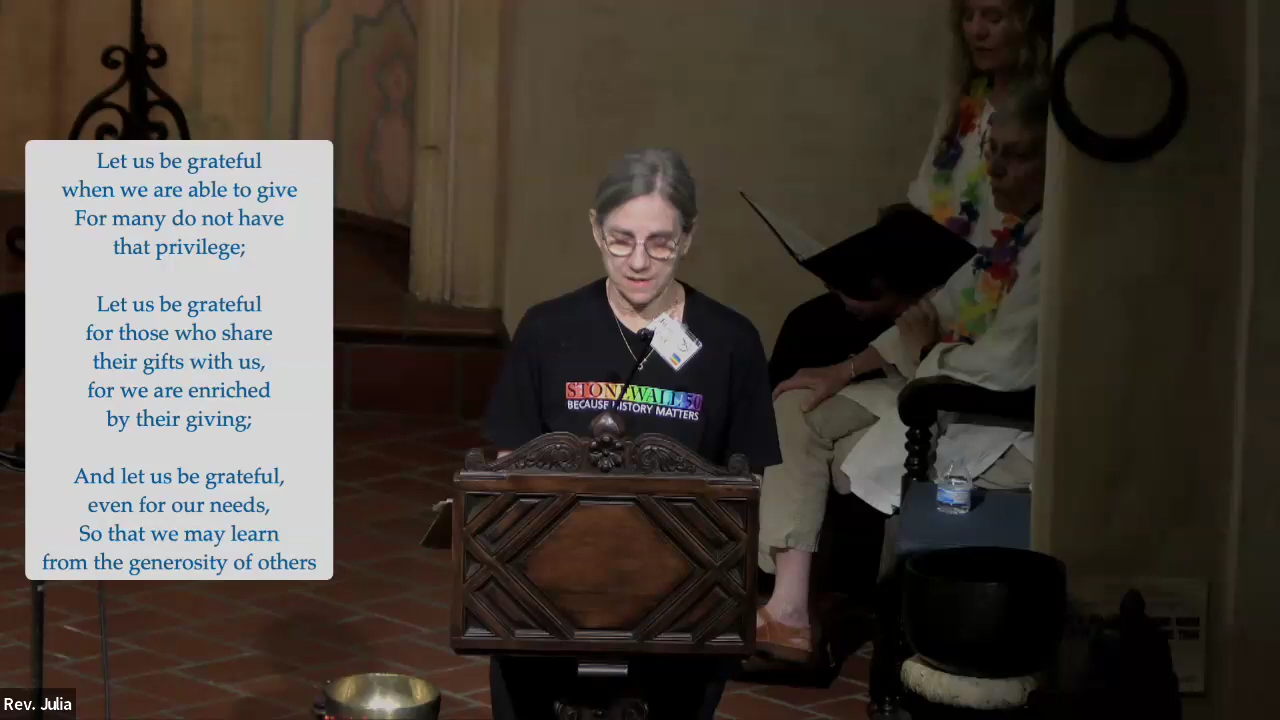 Let us be grateful
when we are able to give
For many do not have
that privilege;
Let us be grateful
for those who share
their gifts with us,
for we are enriched
by their giving;
And let us be grateful,
even for our needs,
So that we may learn
from the generosity of others
STONEWALL 50
BECAUSE HISTORY MATTERS
Rev. Julia